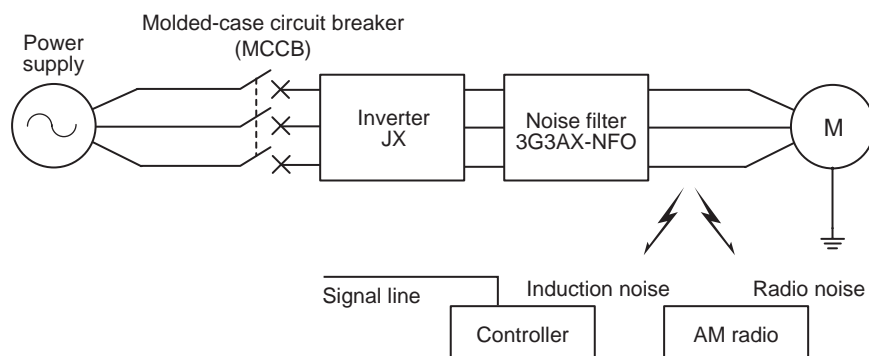 Molded-case circuit breaker
(MCCB)
Power
supply
Inverter
JX
Noise filter
3G3AX-NFO
M
Signal line
Induction noise
Radio noise
Controller
AM radio